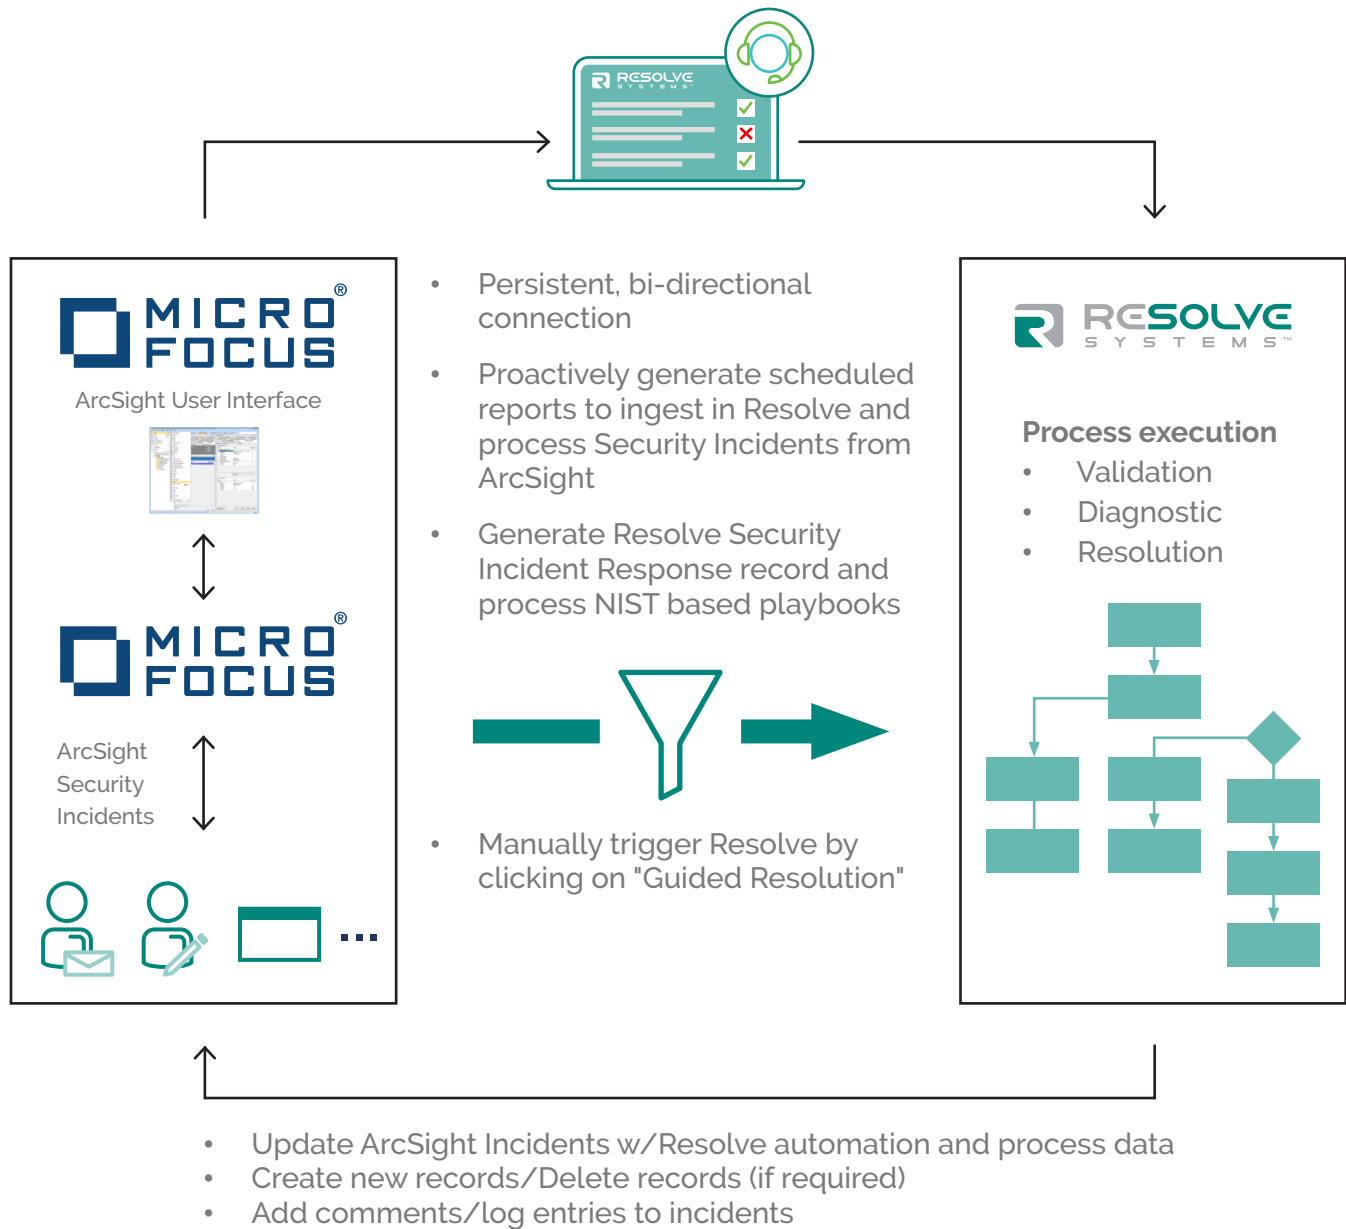 RESOLVE
SYSTEMS™
MICRO®
FOCUS
ArcSight User Interface
MICRO®
FOCUS
ArcSight
Security
Incidents
• Persistent, bi-directional
connection
• Proactively generate scheduled
reports to ingest in Resolve and
process Security Incidents from
ArcSight
• Generate Resolve Security
Incident Response record and
process NIST based playbooks
• Manually trigger Resolve by
clicking on "Guided Resolution"
RESOLVE
SYSTEMS™
Process execution
• Validation
• Diagnostic
• Resolution
• Update ArcSight Incidents w/Resolve automation and process data
• Create new records/Delete records (if required)
• Add comments/log entries to incidents